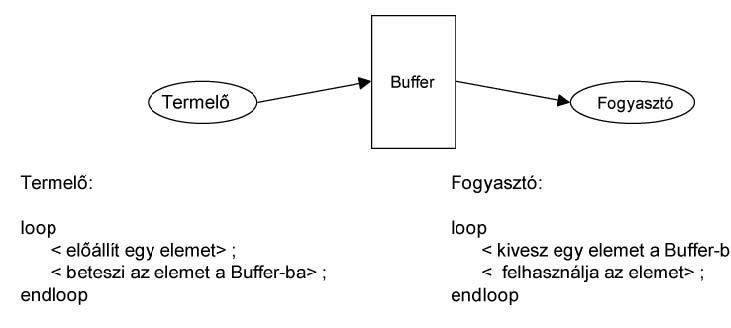 Termelő
Buffer
Fogyasztó
Termelő:
loop
< előállít egy elemet> ;
< beteszi az elemet a Buffer-ba> ;
endloop
Fogyasztó:
loop
< kivesz egy elemet a Buffer-b
< felhasználja az elemet> ;
endloop